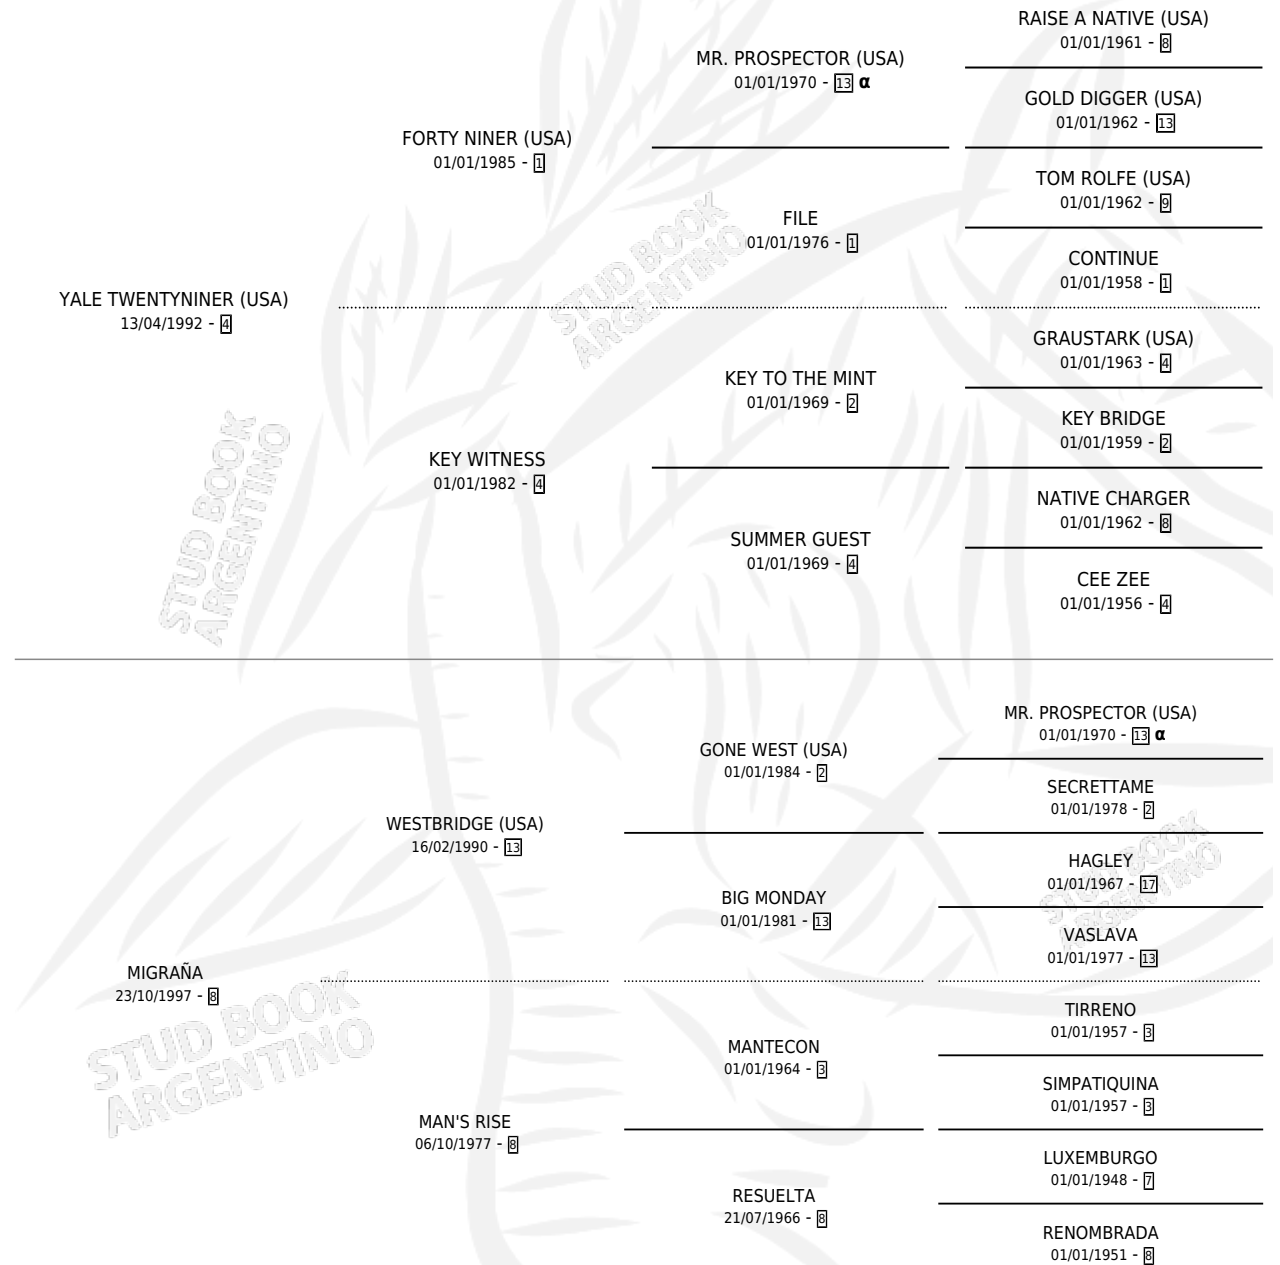 RAISE A NATIVE (USA)
01/01/1961 - 8
MR. PROSPECTOR (USA)
01/01/1970 - 13 α
GOLD DIGGER (USA)
01/01/1962 - 13
FORTY NINER (USA)
01/01/1985 - 1
TOM ROLFE (USA)
01/01/1962 - 9
FILE
01/01/1976 - 1
CONTINUE
01/01/1958 - 1
YALE TWENTYNINER (USA)
13/04/1992 - 4
GRAUSTARK (USA)
01/01/1963 - 4
KEY TO THE MINT
01/01/1969 - 2
KEY BRIDGE
01/01/1959 - 2
KEY WITNESS
01/01/1982 - 4
NATIVE CHARGER
01/01/1962 - 8
SUMMER GUEST
01/01/1969 - 4
CEE ZEE
01/01/1956 - 4
MR. PROSPECTOR (USA)
01/01/1970 - 13 α
GONE WEST (USA)
01/01/1984 - 2
SECRETTAME
01/01/1978 - 2
WESTBRIDGE (USA)
16/02/1990 - 13
HAGLEY
01/01/1967 - 17
BIG MONDAY
01/01/1981 - 13
VASLAVA
01/01/1977 - 13
MIGRAÑA
23/10/1997 - 8
TIRRENO
01/01/1957 - 3
MANTECON
01/01/1964 - 3
SIMPATIQUINA
01/01/1957 - 3
MAN'S RISE
06/10/1977 - 8
LUXEMBURGO
01/01/1948 - 7
RESUELTA
21/07/1966 - 8
RENOMBRADA
01/01/1951 - 8
STUD BOOK
ARGENTINO
STUD BOOK
ARGENTINO
STUD BOOK
ARGENTINO
STUD BOOK
ARGENTINO